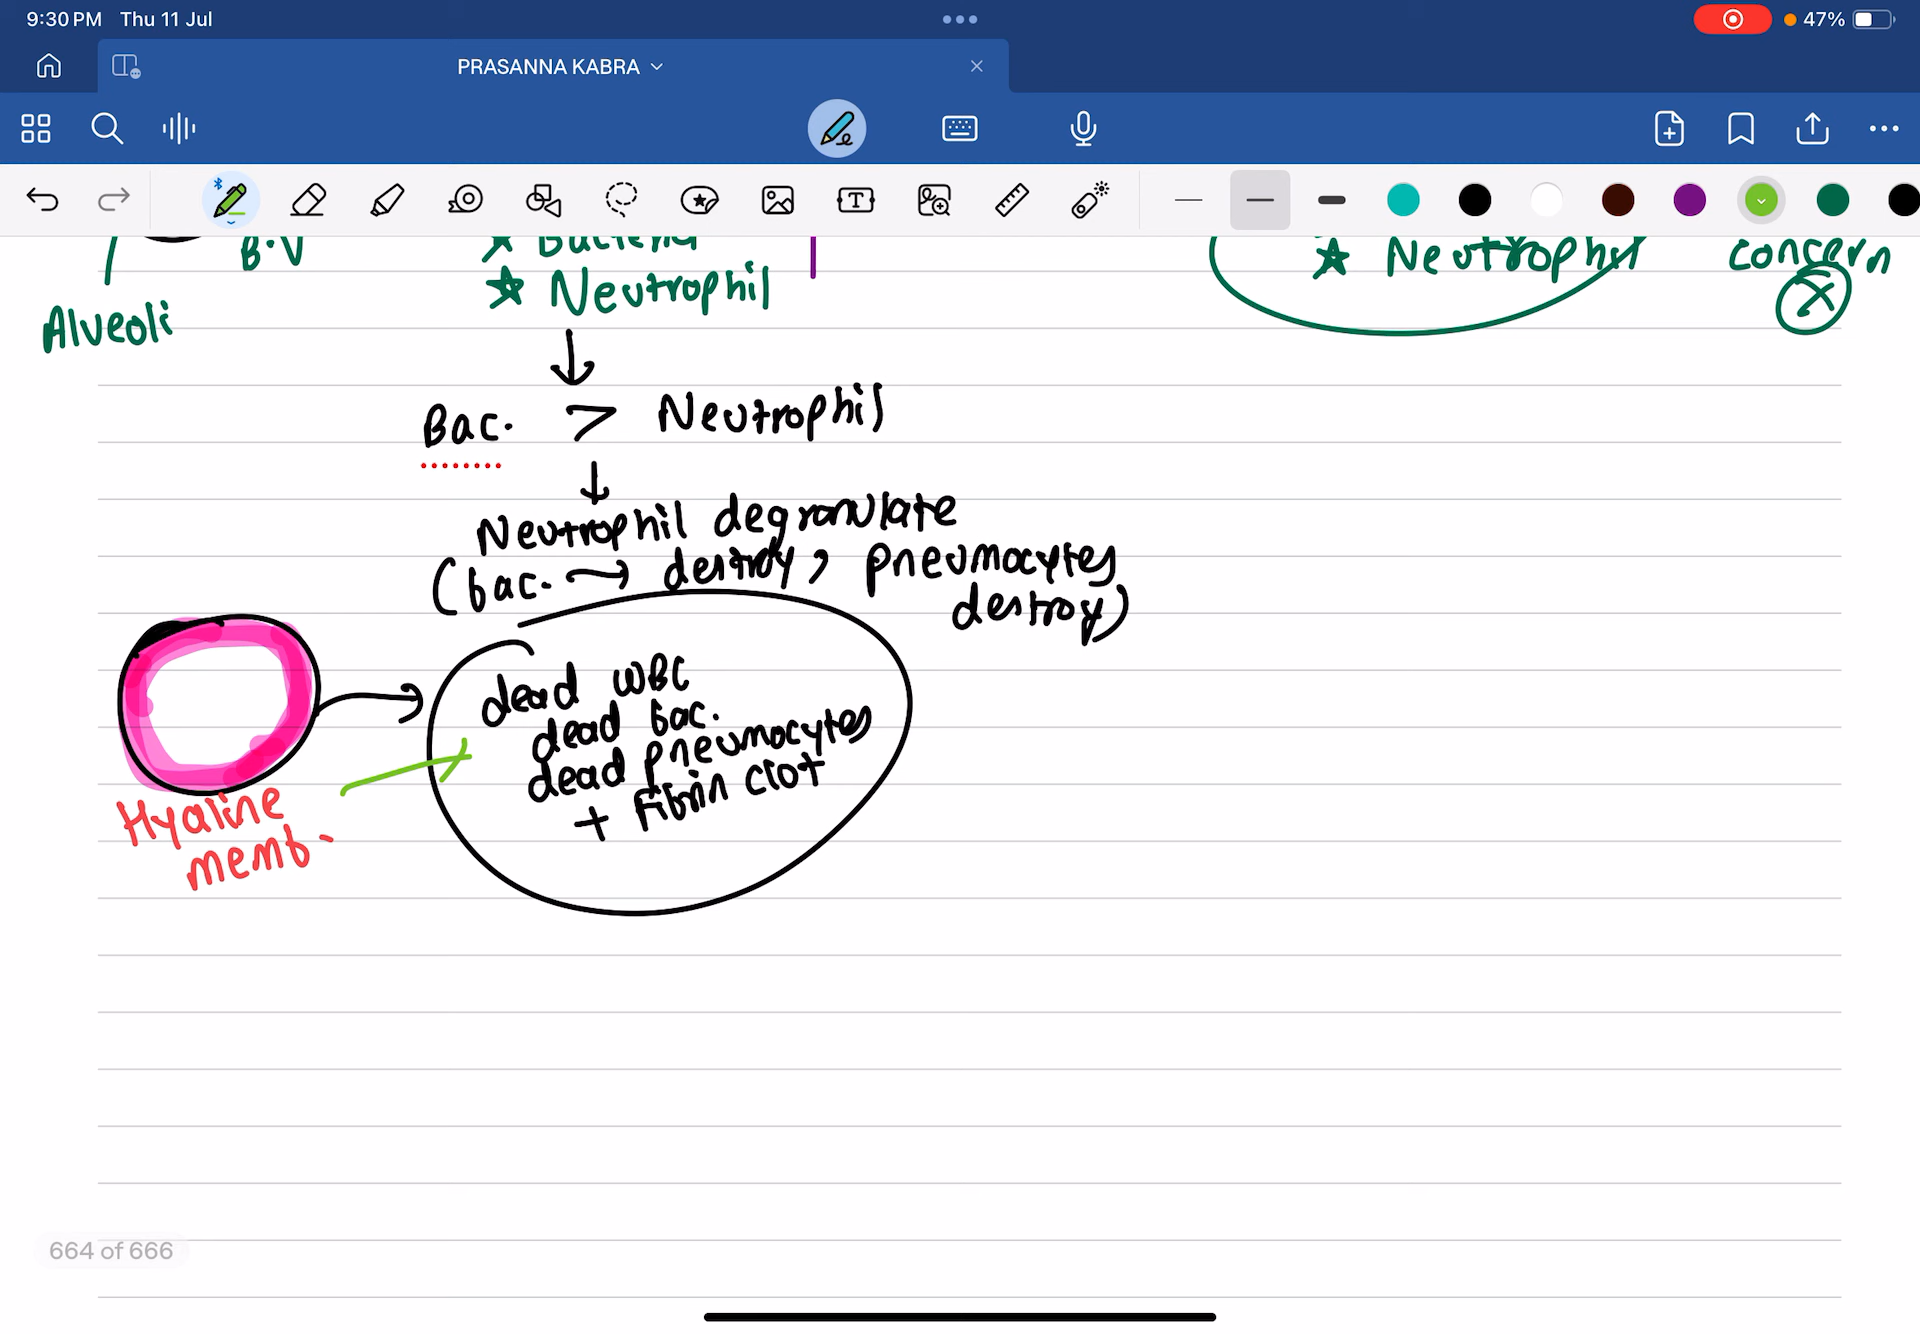 9:30 PM Thu 11 Jul
47%
PRASANNA KABRA
B.V
Bacteria
Neutrophil
Alveoli
Neutrophil
concern
Bac. > Neutrophil
Neutrophil degranulate
(bac. → destroy, pneumocytes
destroy)
dead WBC
dead bac.
dead pneumocytes
+ Fibrin clot
Hyaline
memb.
664 of 666